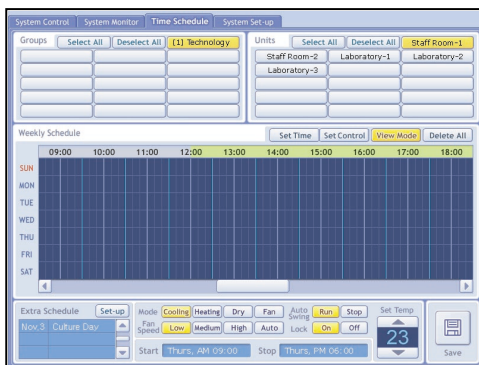 System Control System Monitor Time Schedule System Set-up
Groups Select All Deselect All [1] Technology
Units Select All Deselect All Staff Room-1
Staff Room-2 Laboratory-1 Laboratory-2
Laboratory-3
Weekly Schedule Set Time Set Control View Mode Delete All
09:00 10:00 11:00 12:00 13:00 14:00 15:00 16:00 17:00 18:00
SUN
MON
TUE
WED
THU
FRI
SAT
Extra Schedule Set-up
Nov.3 Culture Day
Mode Cooling Heating Dry Fan Auto Swing Run Stop
Fan Speed Low Medium High Auto Lock On Off
Start Thurs, AM 09:00 Stop Thurs, PM 06:00
Set Temp
23
Save